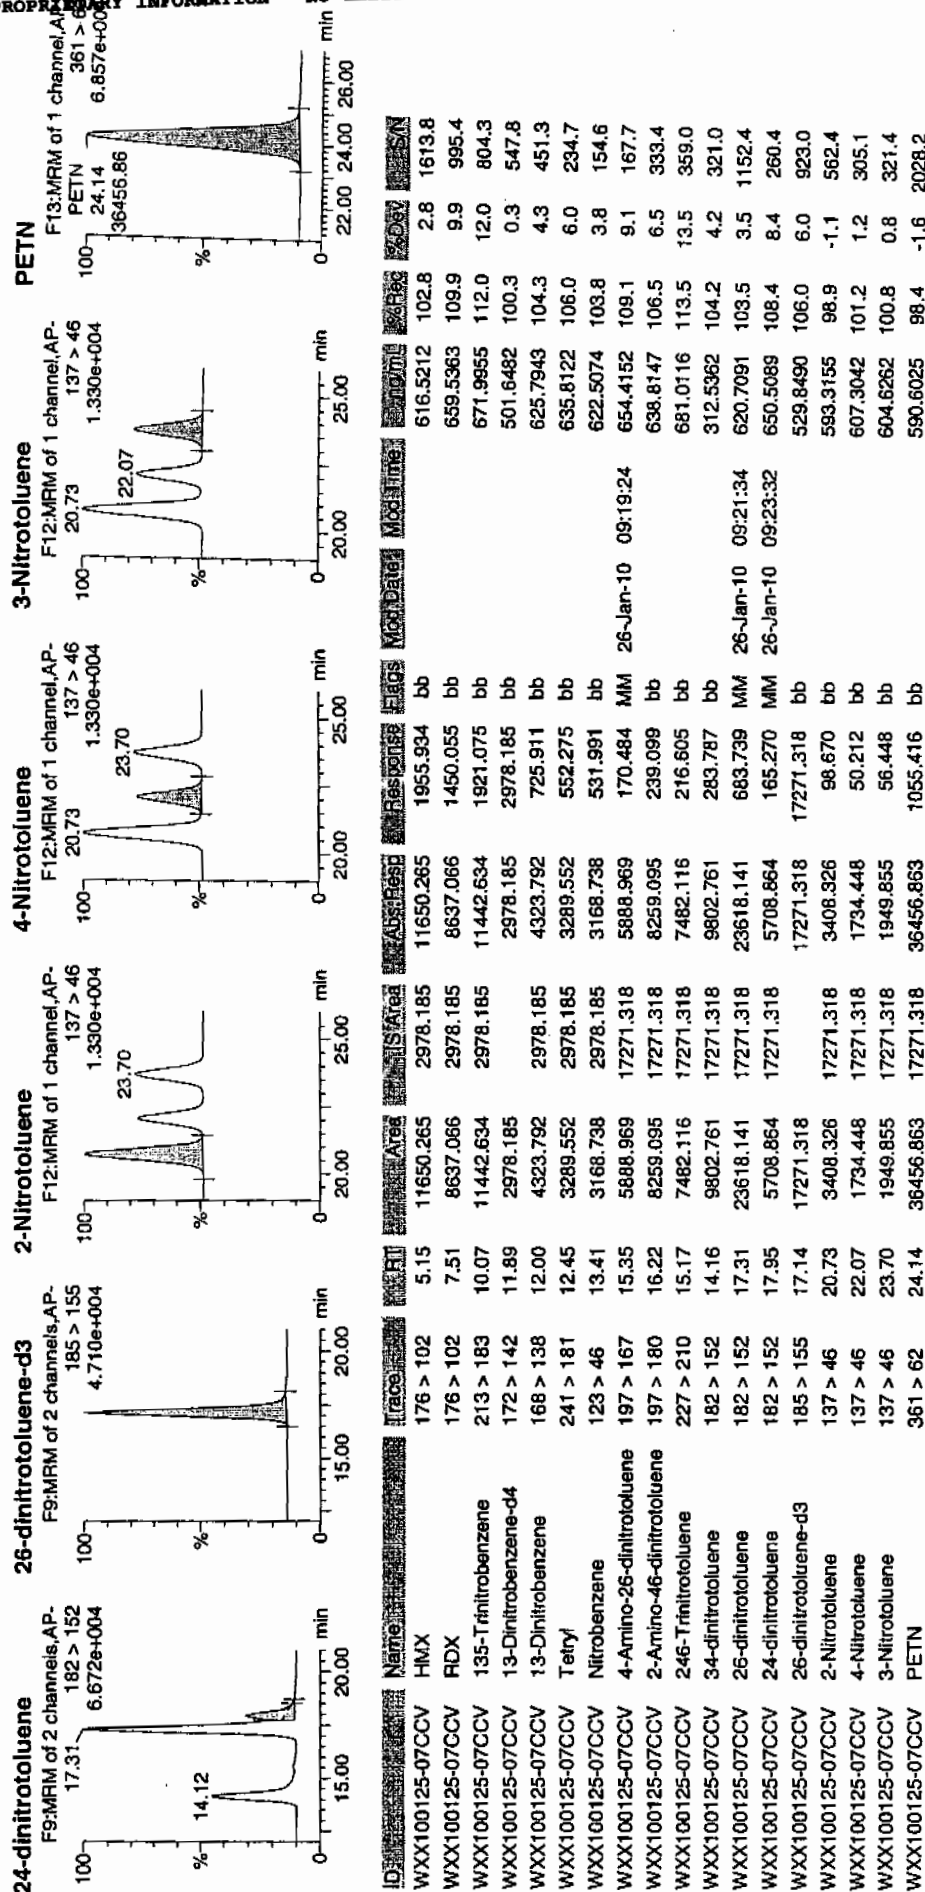 PROPRIETARY INFORMATION
24-dinitrotoluene
F9:MRM of 2 channels,AP-
182 > 152
6.672e+004
17.31
14.12
100
%
0
15.00
20.00
min
26-dinitrotoluene-d3
F9:MRM of 2 channels,AP-
185 > 155
4.710e+004
100
%
0
15.00
20.00
min
2-Nitrotoluene
F12:MRM of 1 channel,AP-
137 > 46
1.330e+004
23.70
100
%
0
20.00
25.00
min
4-Nitrotoluene
F12:MRM of 1 channel,AP-
137 > 46
1.330e+004
20.73
23.70
100
%
0
20.00
25.00
min
3-Nitrotoluene
F12:MRM of 1 channel,AP-
137 > 46
1.330e+004
20.73
22.07
100
%
0
20.00
25.00
min
PETN
F13:MRM of 1 channel,AP
361 > 6
6.857e+00
PETN
24.14
36456.86
100
%
0
22.00
24.00
26.00
min
ID Name Trace RT Area IS Area Abs.Resp Response Flags Mod.Date Mod.Time ng/ml %Rec %Dev S/N
WXX100125-07CCV HMX 176 > 102 5.15 11650.265 2978.185 11650.265 1955.934 bb 616.5212 102.8 2.8 1613.8
WXX100125-07CCV RDX 176 > 102 7.51 8637.066 2978.185 8637.066 1450.055 bb 659.5363 109.9 9.9 995.4
WXX100125-07CCV 135-Trinitrobenzene 213 > 183 10.07 11442.634 2978.185 11442.634 1921.075 bb 671.9955 112.0 12.0 804.3
WXX100125-07CCV 13-Dinitrobenzene-d4 172 > 142 11.89 2978.185 2978.185 2978.185 bb 501.6482 100.3 0.3 547.8
WXX100125-07CCV 13-Dinitrobenzene 168 > 138 12.00 4323.792 2978.185 4323.792 725.911 bb 625.7943 104.3 4.3 451.3
WXX100125-07CCV Tetryl 241 > 181 12.45 3289.552 2978.185 3289.552 552.275 bb 635.8122 106.0 6.0 234.7
WXX100125-07CCV Nitrobenzene 123 > 46 13.41 3168.738 2978.185 3168.738 531.991 bb 622.5074 103.8 3.8 154.6
WXX100125-07CCV 4-Amino-26-dinitrotoluene 197 > 167 15.35 5888.969 17271.318 5888.969 170.484 MM 26-Jan-10 09:19:24 654.4152 109.1 9.1 167.7
WXX100125-07CCV 2-Amino-46-dinitrotoluene 197 > 180 16.22 8259.095 17271.318 8259.095 239.099 bb 638.8147 106.5 6.5 333.4
WXX100125-07CCV 246-Trinitrotoluene 227 > 210 15.17 7482.116 17271.318 7482.116 216.605 bb 681.0116 113.5 13.5 359.0
WXX100125-07CCV 34-dinitrotoluene 182 > 152 14.16 9802.761 17271.318 9802.761 283.787 bb 312.5362 104.2 4.2 321.0
WXX100125-07CCV 26-dinitrotoluene 182 > 152 17.31 23618.141 17271.318 23618.141 683.739 MM 26-Jan-10 09:21:34 620.7091 103.5 3.5 1152.4
WXX100125-07CCV 24-dinitrotoluene 182 > 152 17.95 5708.864 17271.318 5708.864 165.270 MM 26-Jan-10 09:23:32 650.5089 108.4 8.4 260.4
WXX100125-07CCV 26-dinitrotoluene-d3 185 > 155 17.14 17271.318 17271.318 17271.318 bb 529.8490 106.0 6.0 923.0
WXX100125-07CCV 2-Nitrotoluene 137 > 46 20.73 3408.326 17271.318 3408.326 98.670 bb 593.3155 98.9 -1.1 562.4
WXX100125-07CCV 4-Nitrotoluene 137 > 46 22.07 1734.448 17271.318 1734.448 50.212 bb 607.3042 101.2 1.2 305.1
WXX100125-07CCV 3-Nitrotoluene 137 > 46 23.70 1949.855 17271.318 1949.855 56.448 bb 604.6262 100.8 0.8 321.4
WXX100125-07CCV PETN 361 > 62 24.14 36456.863 17271.318 36456.863 1055.416 bb 590.6025 98.4 -1.6 2028.2